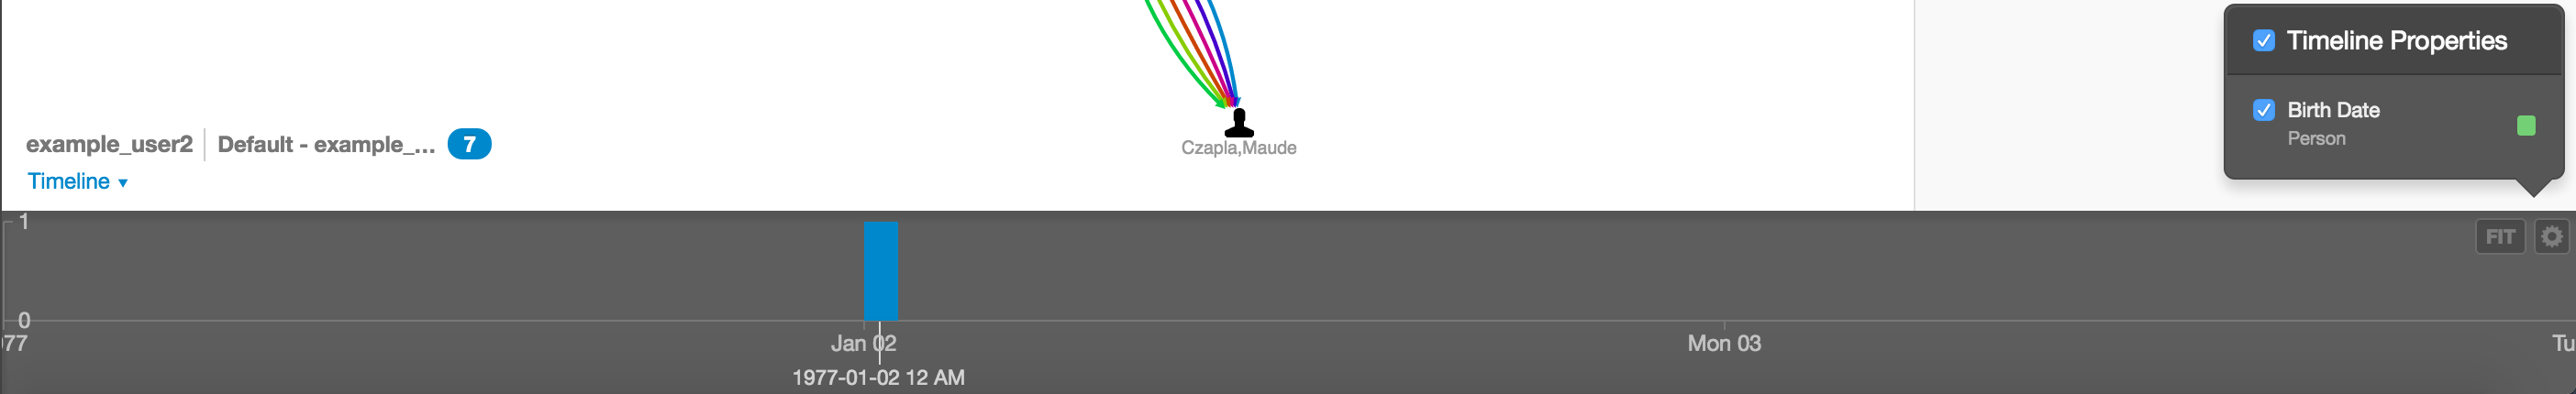 Timeline Properties
Birth Date
Person
example_user2 Default - example_... 7
Czapla,Maude
Timeline ▾
1
FIT
0
77 Jan 02 Mon 03 Tu
1977-01-02 12 AM